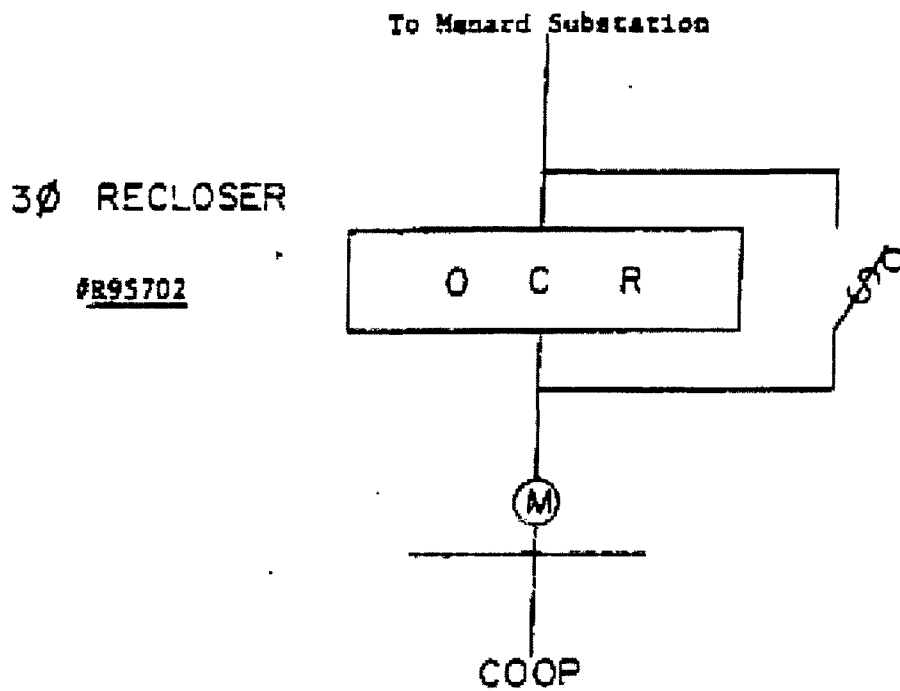 To Menard Substation
3Ø RECLOSER
#R95702
O C R
M
COOP